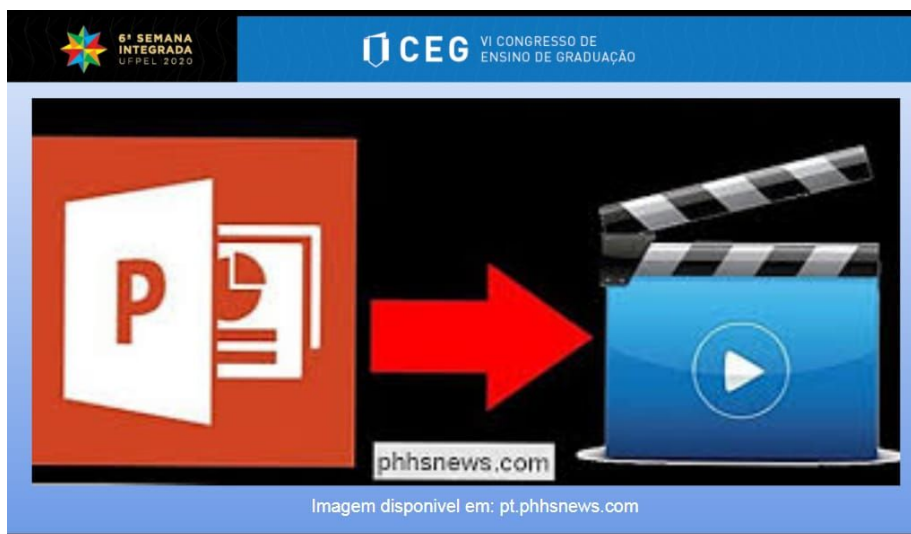 6ª SEMANA
INTEGRADA
UFPEL 2020
CEG
VI CONGRESSO DE
ENSINO DE GRADUAÇÃO
P
phhsnews.com
Imagem disponivel em: pt.phhsnews.com